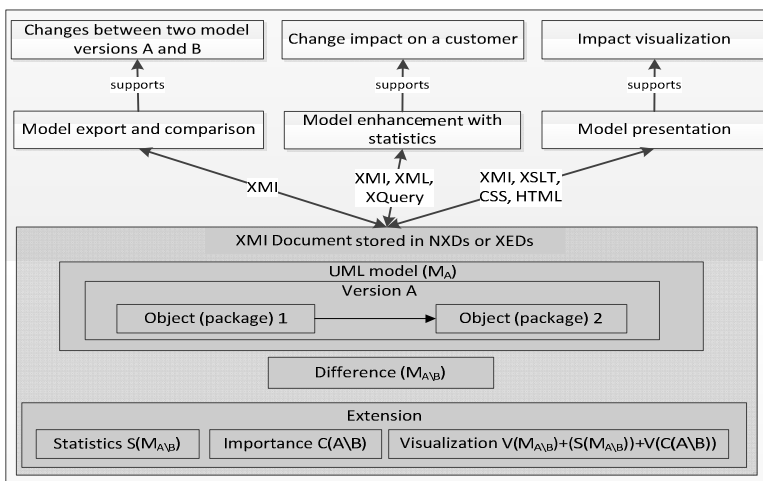 Changes between two model
versions A and B
Change impact on a customer
Impact visualization
supports
supports
supports
Model export and comparison
Model enhancement with
statistics
Model presentation
XMI
XMI, XML,
XQuery
XMI, XSLT,
CSS, HTML
XMI Document stored in NXDs or XEDs
UML model (MA)
Version A
Object (package) 1
Object (package) 2
Difference (MA\B)
Extension
Statistics S(MA\B)
Importance C(A\B)
Visualization V(MA\B)+(S(MA\B))+V(C(A\B))